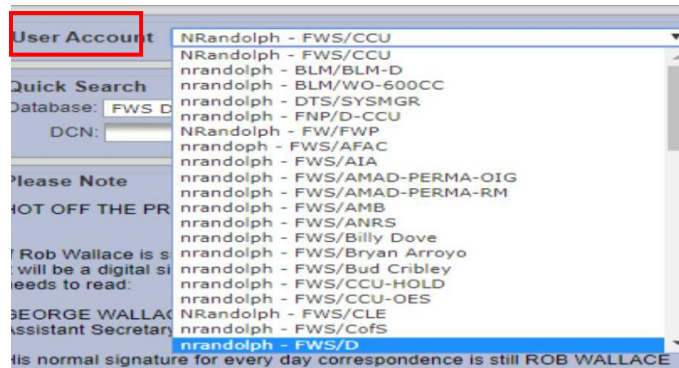 User Account NRandolph - FWS/CCU
NRandolph - FWS/CCU
nrandolph - BLM/BLM-D
nrandolph - BLM/WO-600CC
nrandolph - DTS/SYSMGR
nrandolph - FNP/D-CCU
NRandolph - FW/FWP
nrandoph - FWS/AFAC
nrandolph - FWS/AIA
nrandolph - FWS/AMAD-PERMA-OIG
nrandolph - FWS/AMAD-PERMA-RM
nrandolph - FWS/AMB
nrandolph - FWS/ANRS
nrandolph - FWS/Billy Dove
nrandolph - FWS/Bryan Arroyo
nrandolph - FWS/Bud Cribley
nrandolph - FWS/CCU-HOLD
nrandolph - FWS/CCU-OES
NRandolph - FWS/CLE
nrandolph - FWS/CofS
nrandolph - FWS/D
Quick Search
Database: FWS D
DCN:
Please Note
HOT OFF THE PR
f Rob Wallace is s
t will be a digital si
needs to read:
GEORGE WALLAC
Assistant Secretary
His normal signature for every day correspondence is still ROB WALLACE